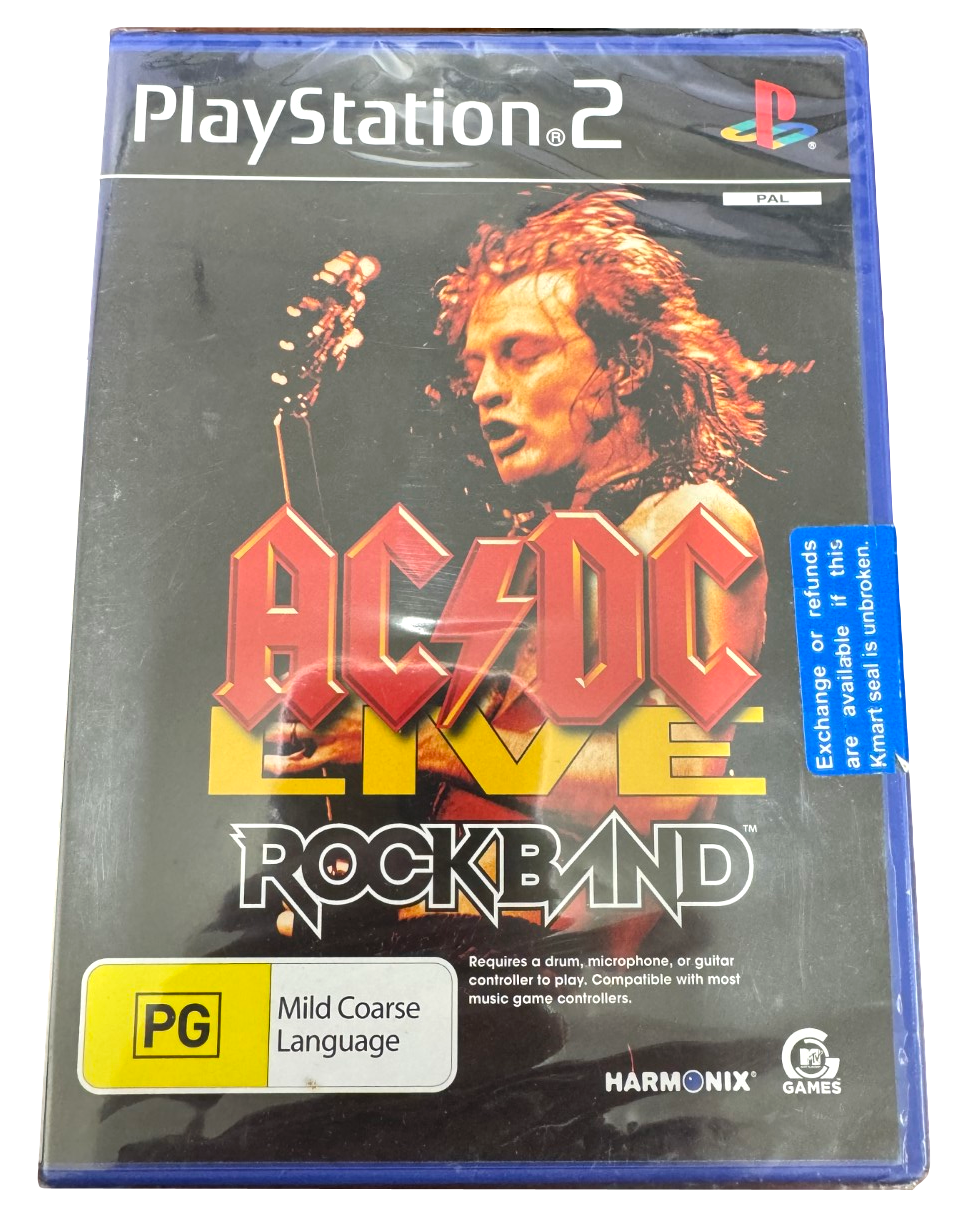 PlayStation®2
®
PAL
AC/DC
LIVE
ROCKBAND™
Requires a drum, microphone, or guitar
controller to play. Compatible with most
music game controllers.
PG
Mild Coarse
Language
HARMONIX®
G
MTV
GAMES
Exchange or refunds
are available if this
Kmart seal is unbroken.